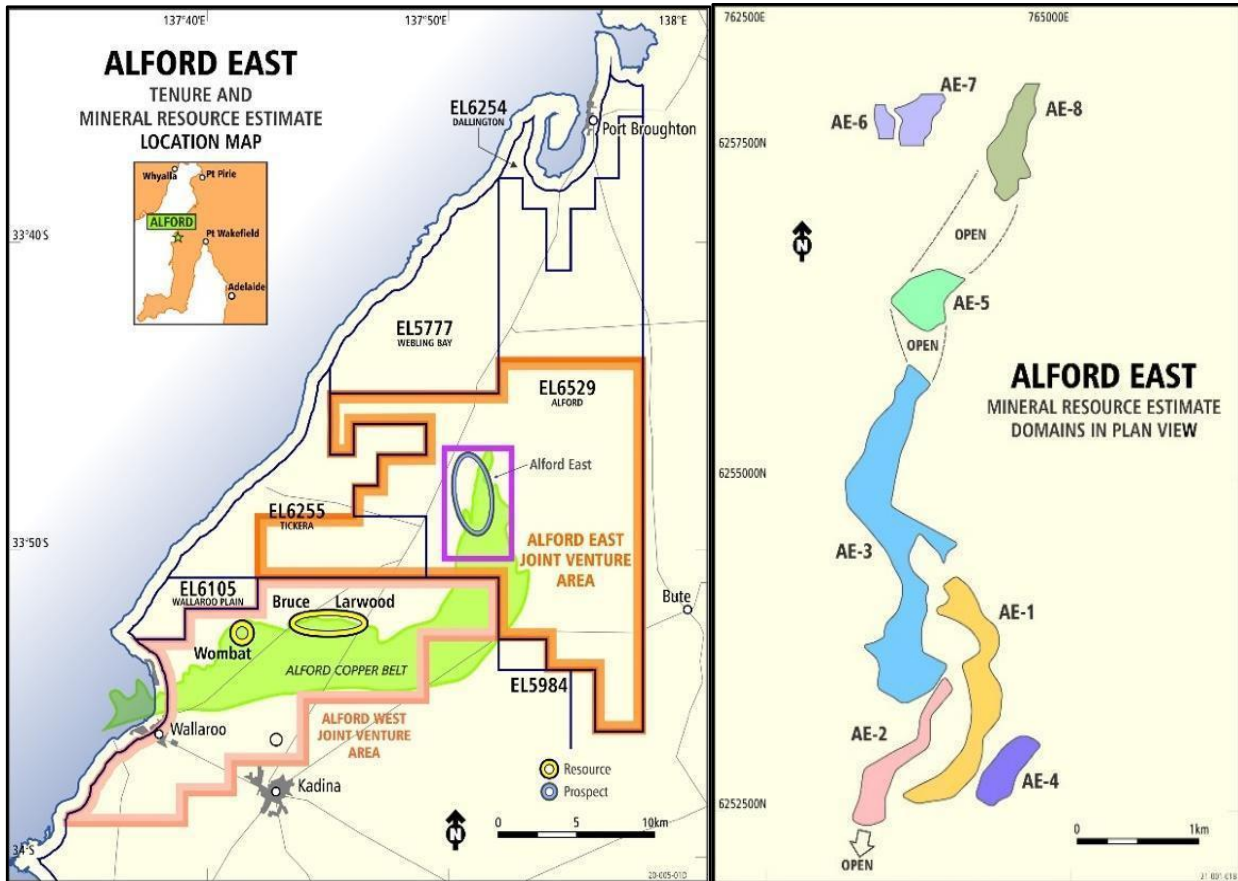 137°40'E
137°50'E
138°E
ALFORD EAST
TENURE AND
MINERAL RESOURCE ESTIMATE
LOCATION MAP
Whyalla
Pt Pirie
ALFORD
Pt Wakefield
Adelaide
EL6254
DALLINGTON
Port Broughton
33°40'S
EL5777
WEBLING BAY
EL6529
ALFORD
Alford East
EL6255
TICKERA
33°50'S
ALFORD EAST
JOINT VENTURE
AREA
EL6105
WALLAROO PLAIN
Bruce
Larwood
Bute
Wombat
ALFORD COPPER BELT
EL5984
Wallaroo
ALFORD WEST
JOINT VENTURE
AREA
Resource
Prospect
Kadina
N
0 5 10km
34°S
20-005-01D
762500E
765000E
AE-7
AE-6
AE-8
6257500N
N
OPEN
AE-5
OPEN
ALFORD EAST
MINERAL RESOURCE ESTIMATE
DOMAINS IN PLAN VIEW
6255000N
AE-3
AE-1
AE-2
AE-4
6252500N
0 1km
OPEN